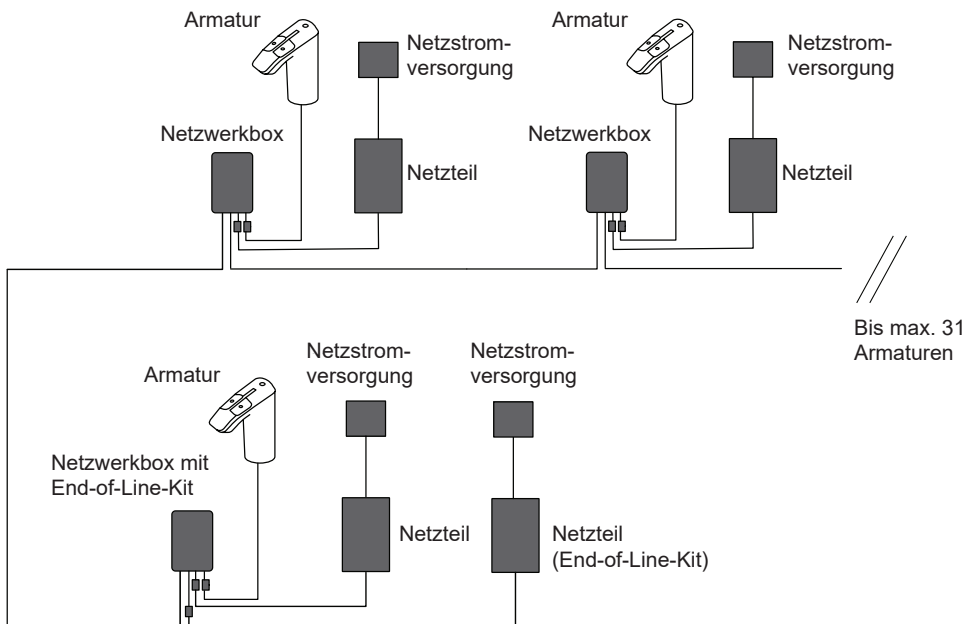 Armatur
Netzstrom-
versorgung
Netzwerkbox
Netzteil
Armatur
Netzstrom-
versorgung
Netzwerkbox
Netzteil
Bis max. 31
Armaturen
Armatur
Netzstrom-
versorgung
Netzstrom-
versorgung
Netzwerkbox mit
End-of-Line-Kit
Netzteil
Netzteil
(End-of-Line-Kit)